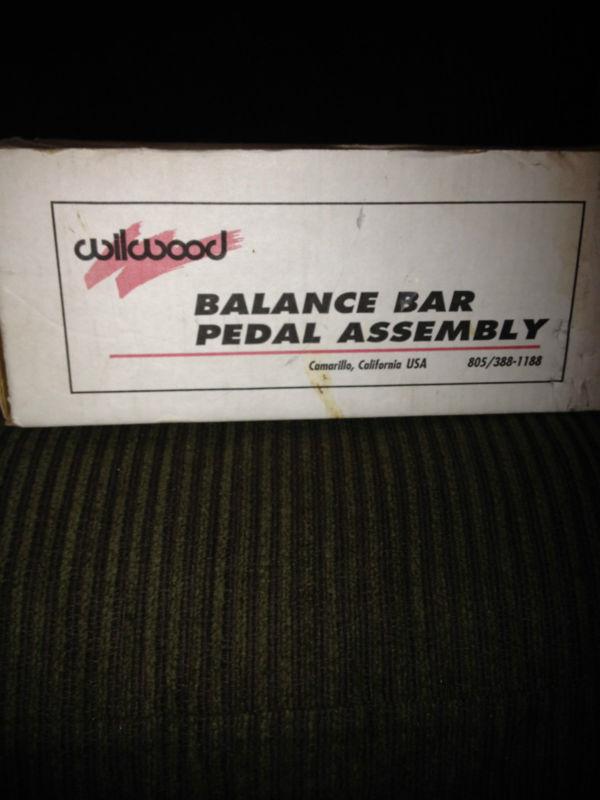 wilwood
BALANCE BAR
PEDAL ASSEMBLY
Camarillo, California USA 805/388-1188